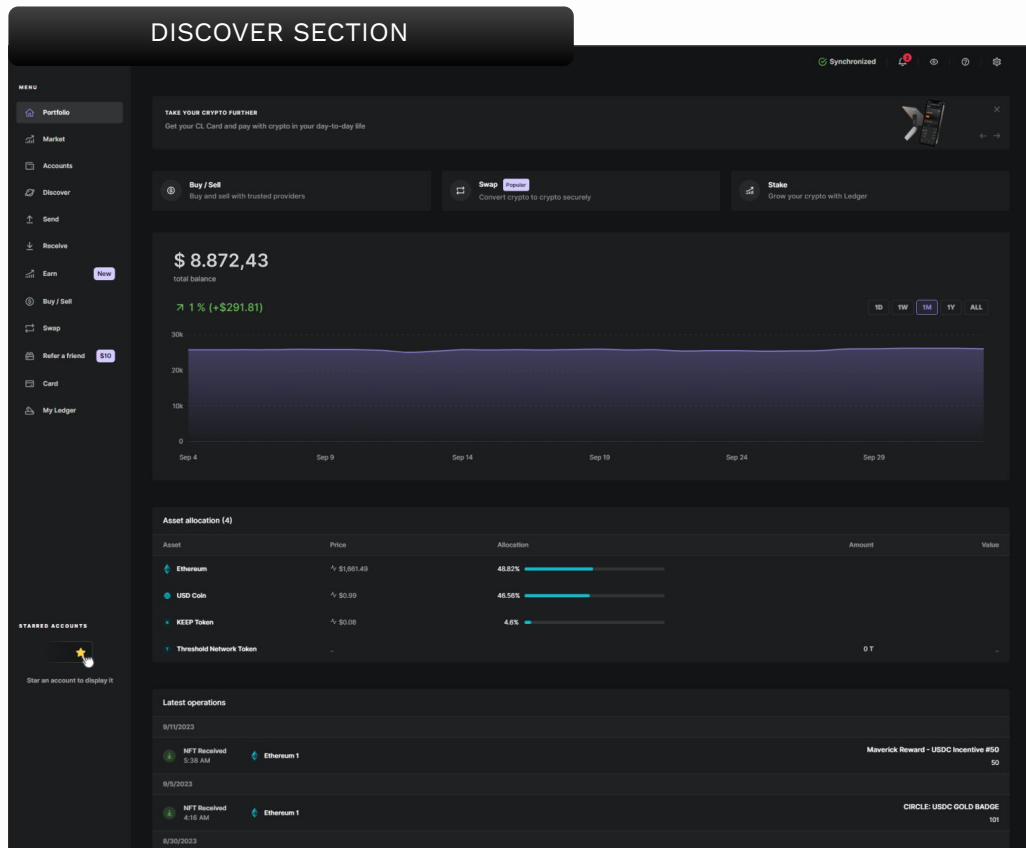 DISCOVER SECTION
Synchronized
2
MENU
Portfolio
Market
Accounts
Discover
Send
Receive
Earn New
Buy / Sell
Swap
Refer a friend $10
Card
My Ledger
STARRED ACCOUNTS
Star an account to display it
TAKE YOUR CRYPTO FURTHER
Get your CL Card and pay with crypto in your day-to-day life
Buy / Sell
Buy and sell with trusted providers
Swap Popular
Convert crypto to crypto securely
Stake
Grow your crypto with Ledger
$ 8.872,43
total balance
1 % (+$291.81)
1D 1W 1M 1Y ALL
30k
20k
10k
0
Sep 4 Sep 9 Sep 14 Sep 19 Sep 24 Sep 29
Asset allocation (4)
Asset Price Allocation Amount Value
Ethereum $1,661.49 48.82%
USD Coin $0.99 46.56%
KEEP Token $0.08 4.6%
Threshold Network Token – 0 T –
Latest operations
9/11/2023
NFT Received
5:38 AM
Ethereum 1
Maverick Reward - USDC Incentive #50
50
9/5/2023
NFT Received
4:16 AM
Ethereum 1
CIRCLE: USDC GOLD BADGE
101
8/30/2023